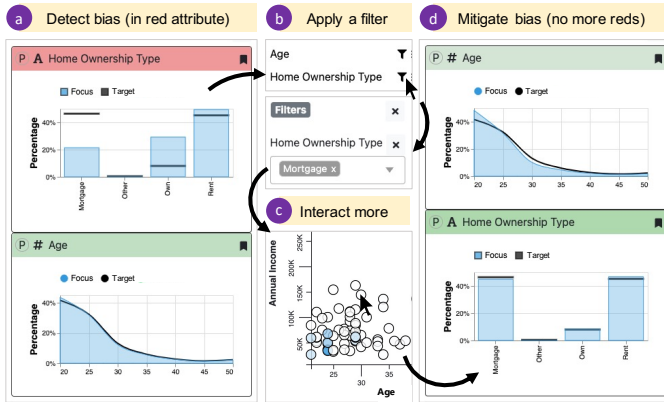 a Detect bias (in red attribute)
P A Home Ownership Type
Focus Target
Percentage
40%
20%
0%
Mortgage
Other
Own
Rent
P # Age
Focus Target
Percentage
40%
20%
0%
20 25 30 35 40 45 50
b Apply a filter
Age
Home Ownership Type
Filters x
Home Ownership Type x
Mortgage x
c Interact more
Annual Income
250K
200K
150K
100K
50K
25 30 35
Age
d Mitigate bias (no more reds)
P # Age
Focus Target
Percentage
40%
20%
0%
20 25 30 35 40 45 50
P A Home Ownership Type
Focus Target
Percentage
40%
20%
0%
Mortgage
Other
Own
Rent